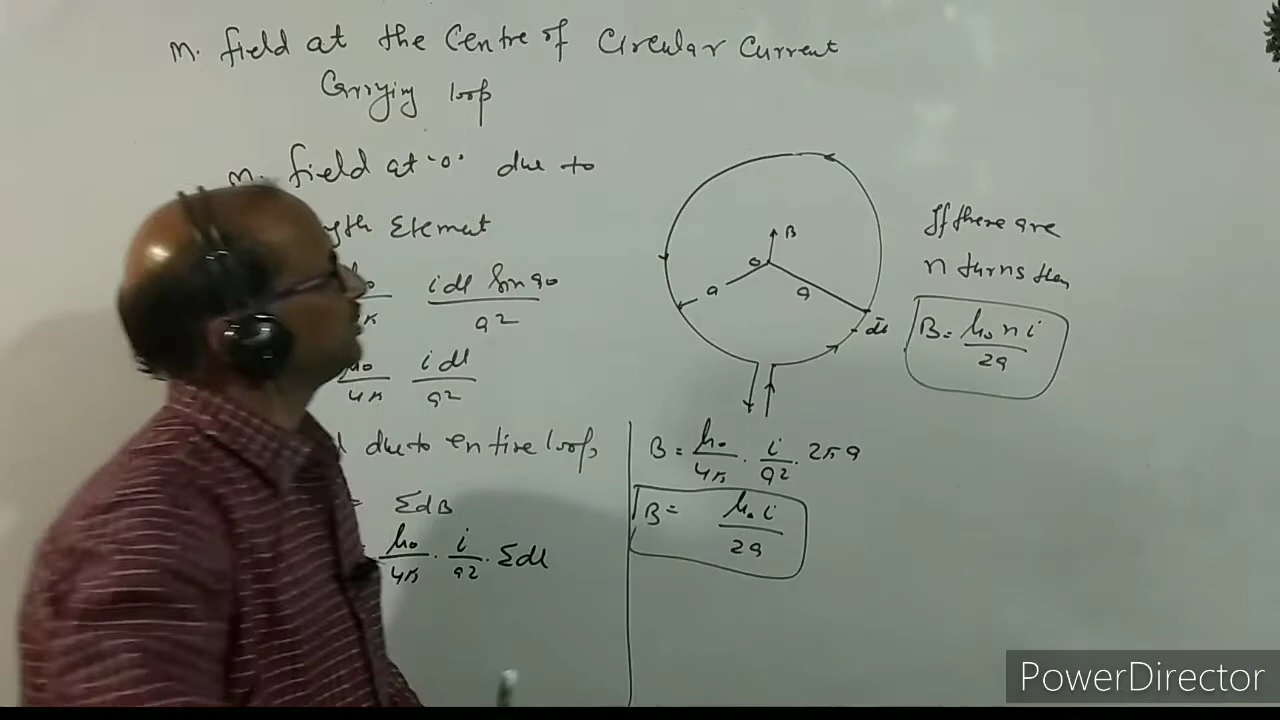 m. field at the Centre of Circular Current
Carrying loop
m. field at 'o' due to
Element
i dl Sin 90
a2
μ0 i dl
4π a2
due to entire loop,
= ΣdB
μ0 . i . Σdl
4π a2
B
o
a
a
dl
B = μ0 . i . 2πa
4π a2
B = μ0 i
2a
If there are
n turns then
B = μ0 n i
2a
PowerDirector